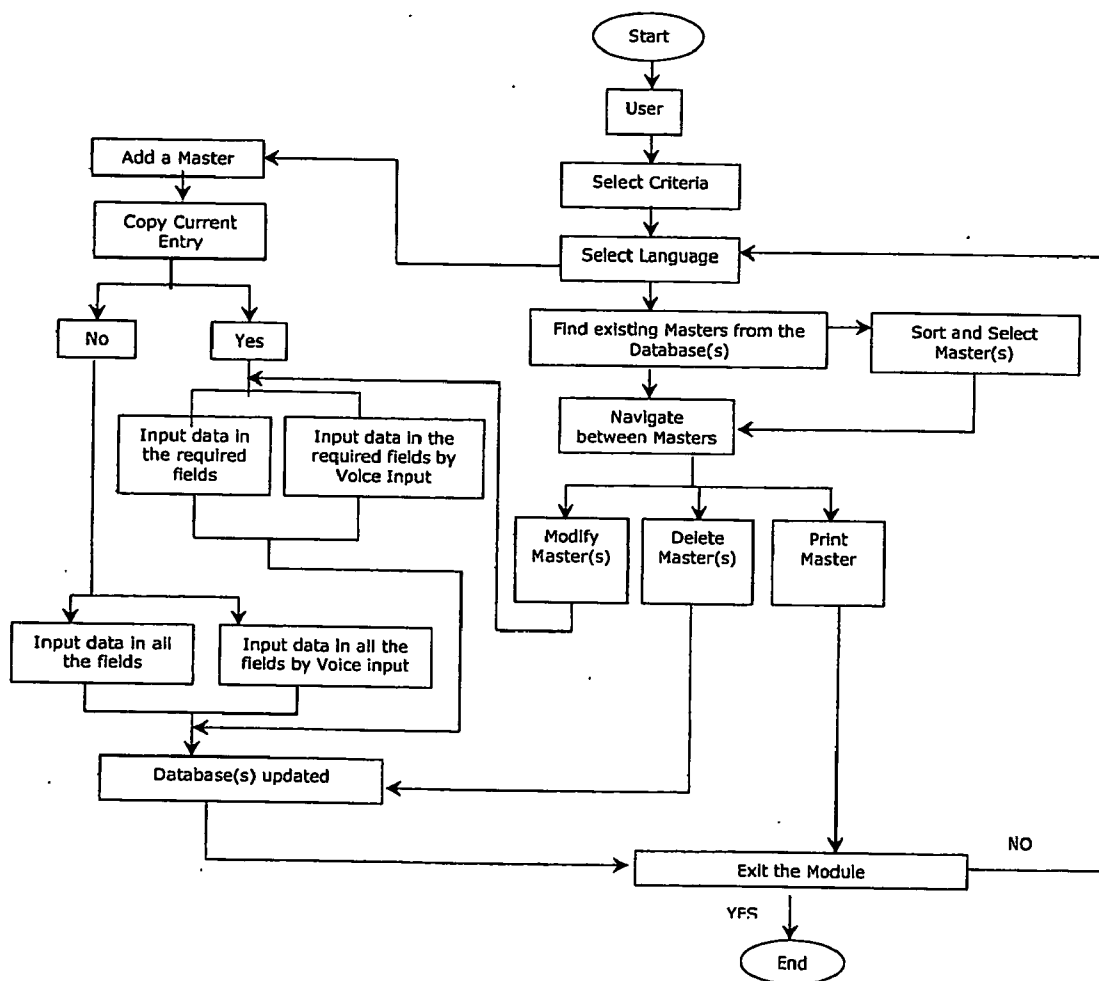 Start
User
Add a Master
Select Criteria
Copy Current
Entry
Select Language
No
Yes
Find existing Masters from the
Database(s)
Sort and Select
Master(s)
Navigate
between Masters
Input data in
the required
fields
Input data in the
required fields by
Voice Input
Modify
Master(s)
Delete
Master(s)
Print
Master
Input data in all
the fields
Input data in all the
fields by Voice input
Database(s) updated
NO
Exit the Module
YES
End